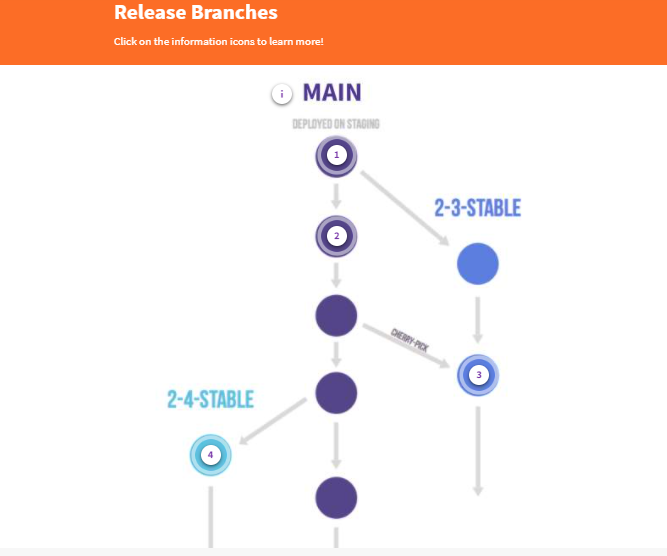 Release Branches
Click on the information icons to learn more!
i
MAIN
DEPLOYED ON STAGING
1
2-3-STABLE
2
CHERRY-PICK
3
2-4-STABLE
4